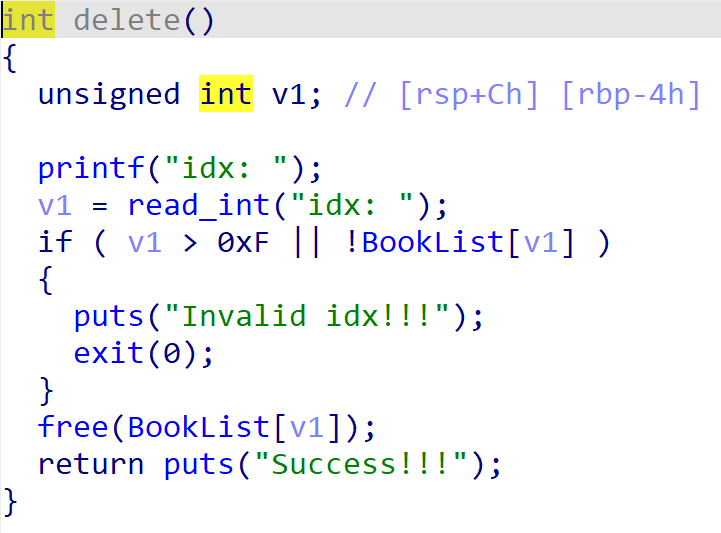 int delete()
{
  unsigned int v1; // [rsp+Ch] [rbp-4h]

  printf("idx: ");
  v1 = read_int("idx: ");
  if ( v1 > 0xF || !BookList[v1] )
  {
    puts("Invalid idx!!!");
    exit(0);
  }
  free(BookList[v1]);
  return puts("Success!!!");
}